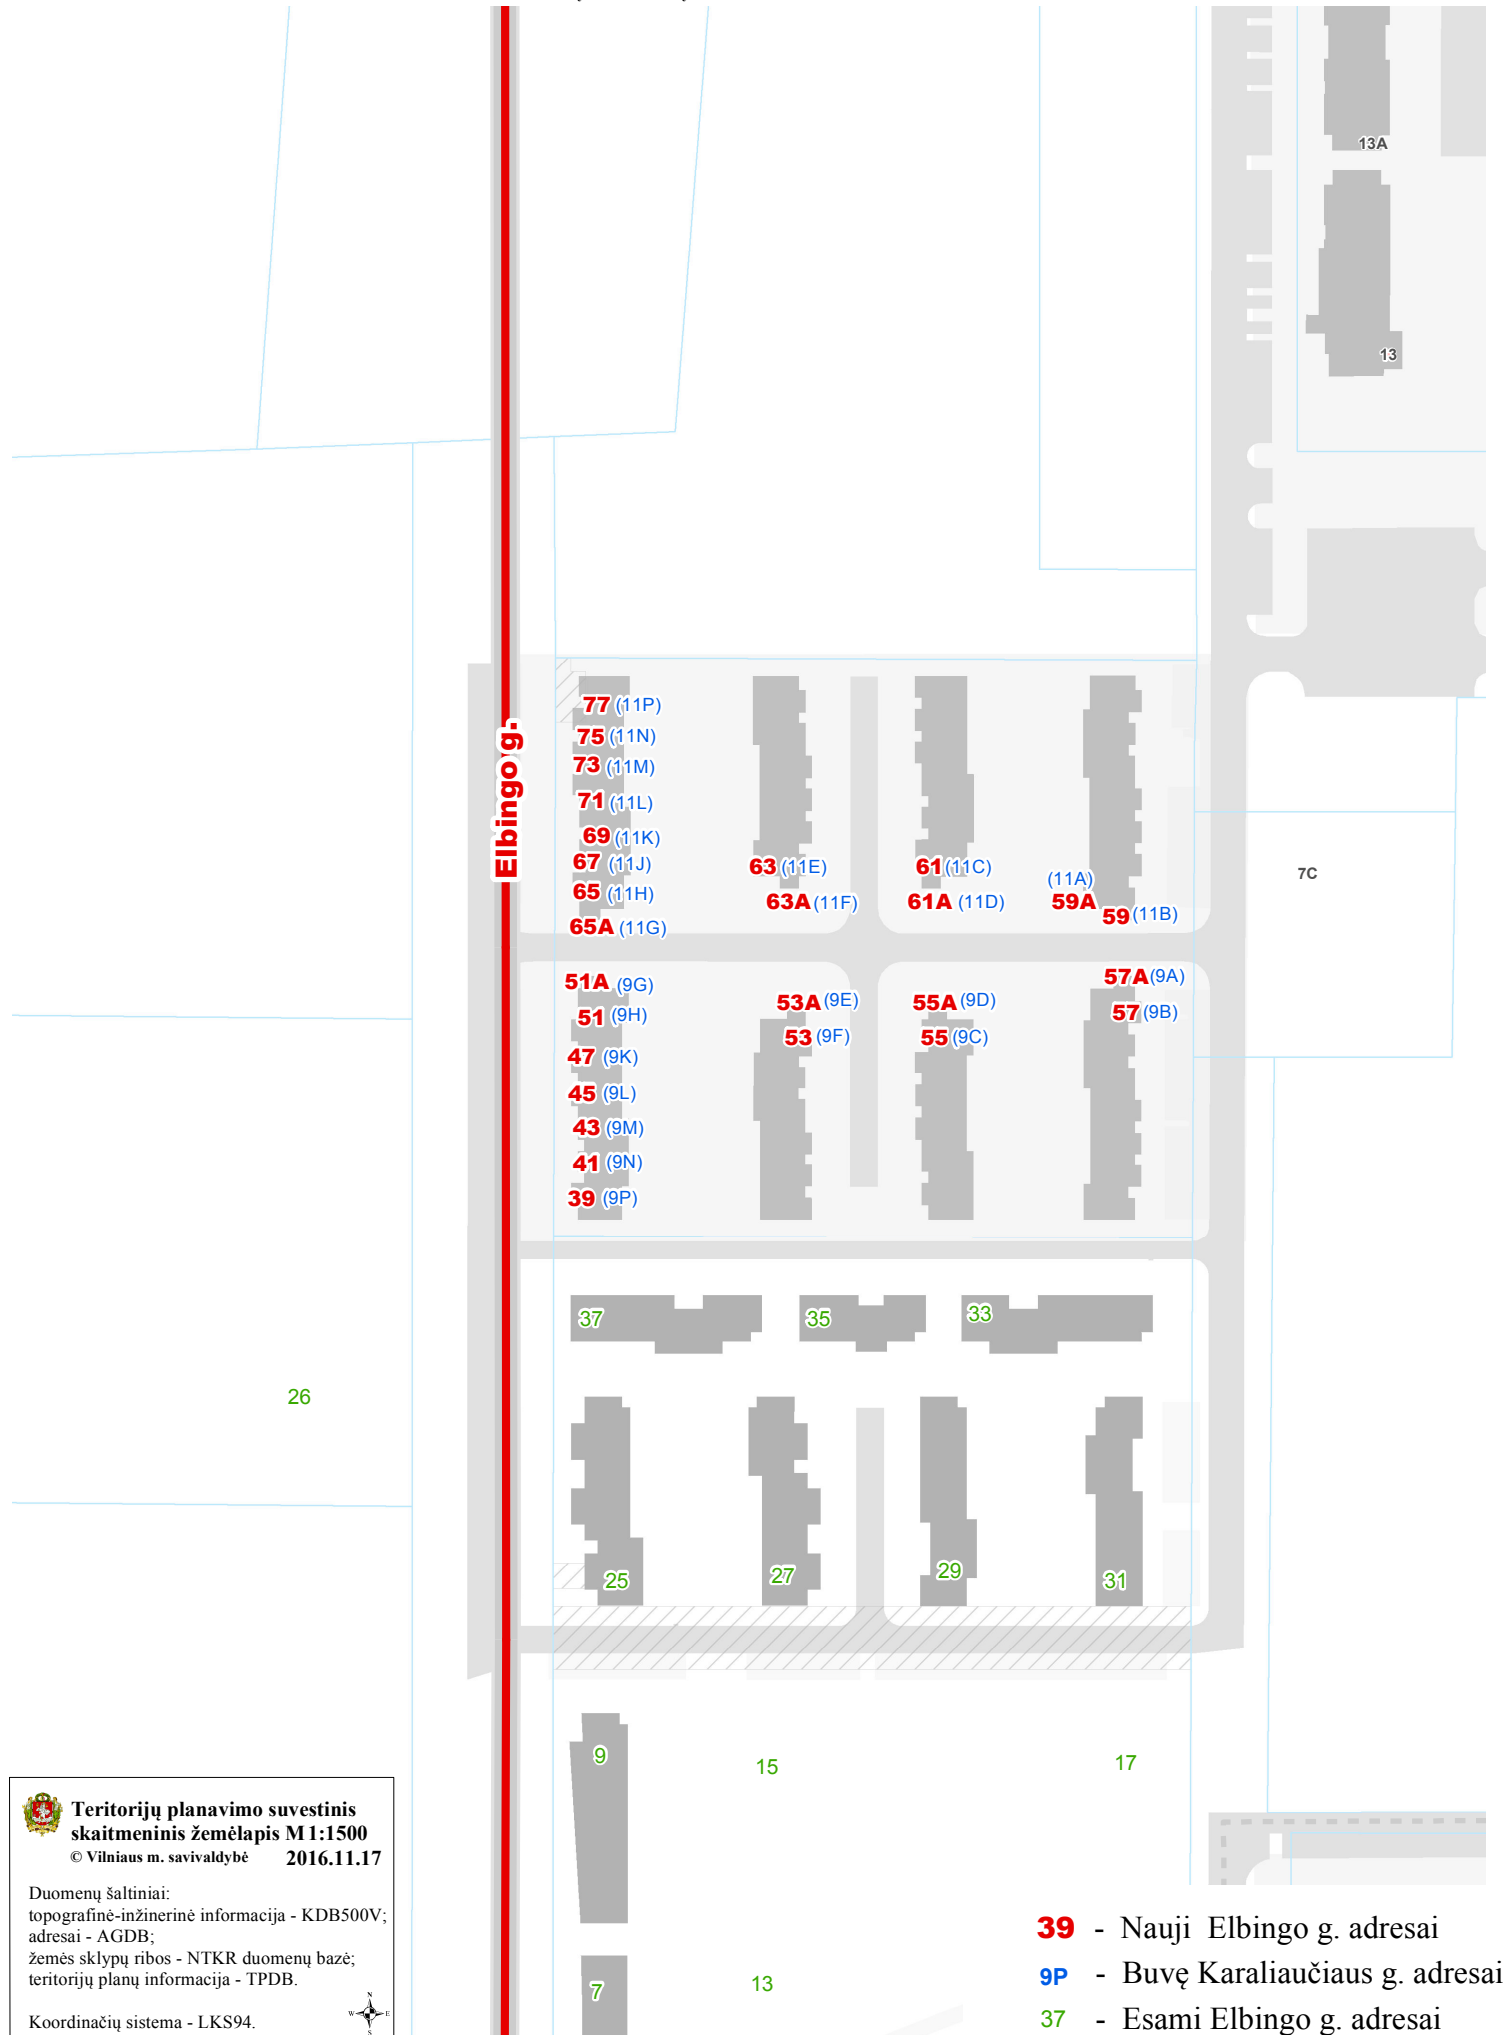 13A
13
Elbingo g.
77 (11P)
75 (11N)
73 (11M)
71 (11L)
69 (11K)
67 (11J)
65 (11H)
65A (11G)
63 (11E)
63A (11F)
61 (11C)
61A (11D)
(11A)
59A
59 (11B)
7C
51A (9G)
51 (9H)
47 (9K)
45 (9L)
43 (9M)
41 (9N)
39 (9P)
53A (9E)
53 (9F)
55A (9D)
55 (9C)
57A (9A)
57 (9B)
37
35
33
26
25
27
29
31
9
15
17
7
13
Teritorijų planavimo suvestinis
skaitmeninis žemėlapis M 1:1500
© Vilniaus m. savivaldybė 2016.11.17
Duomenų šaltiniai:
topografinė-inžinerinė informacija - KDB500V;
adresai - AGDB;
žemės sklypų ribos - NTKR duomenų bazė;
teritorijų planų informacija - TPDB.
Koordinačių sistema - LKS94.
N
W E
S
39 - Nauji Elbingo g. adresai
9P - Buvę Karaliaučiaus g. adresai
37 - Esami Elbingo g. adresai